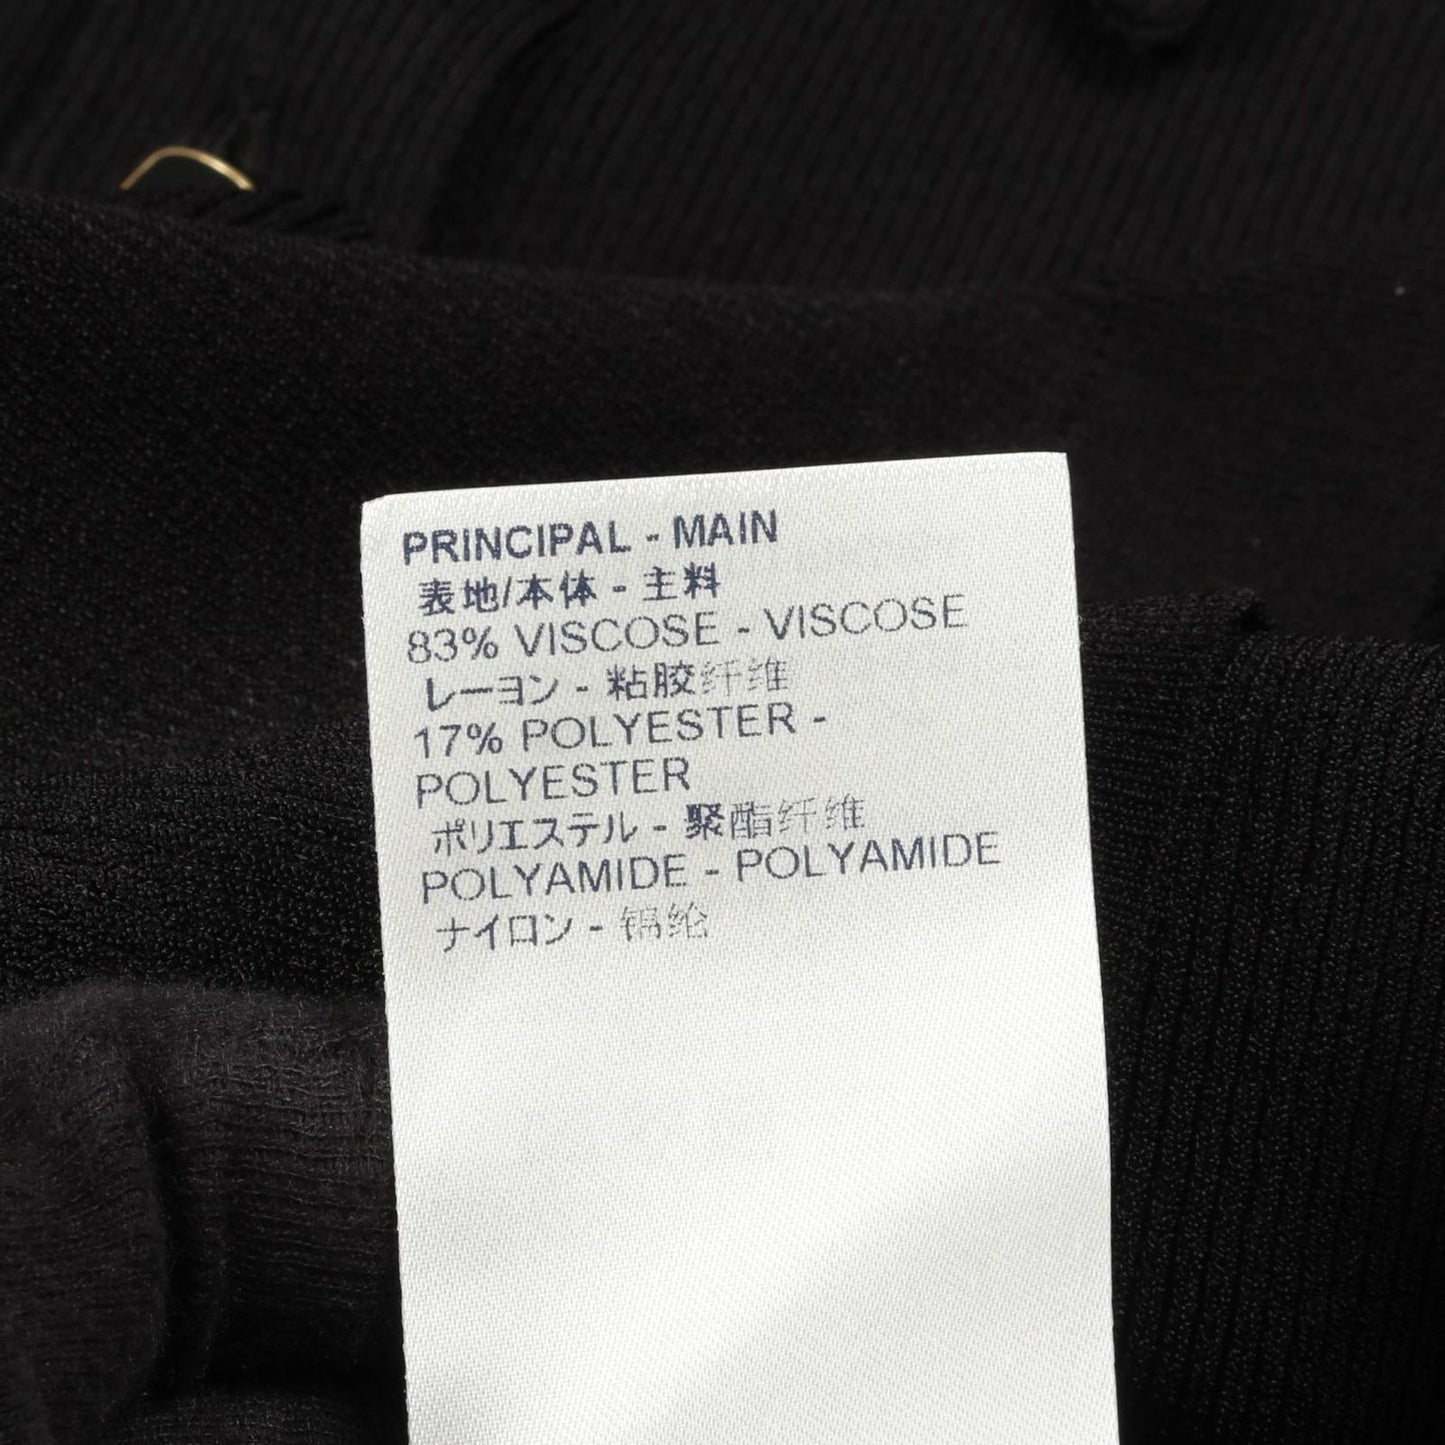 PRINCIPAL - MAIN
表地/本体 - 主料
83% VISCOSE - VISCOSE
レーヨン - 粘胶纤维
17% POLYESTER -
POLYESTER
ポリエステル - 聚酯纤维
POLYAMIDE - POLYAMIDE
ナイロン - 锦纶